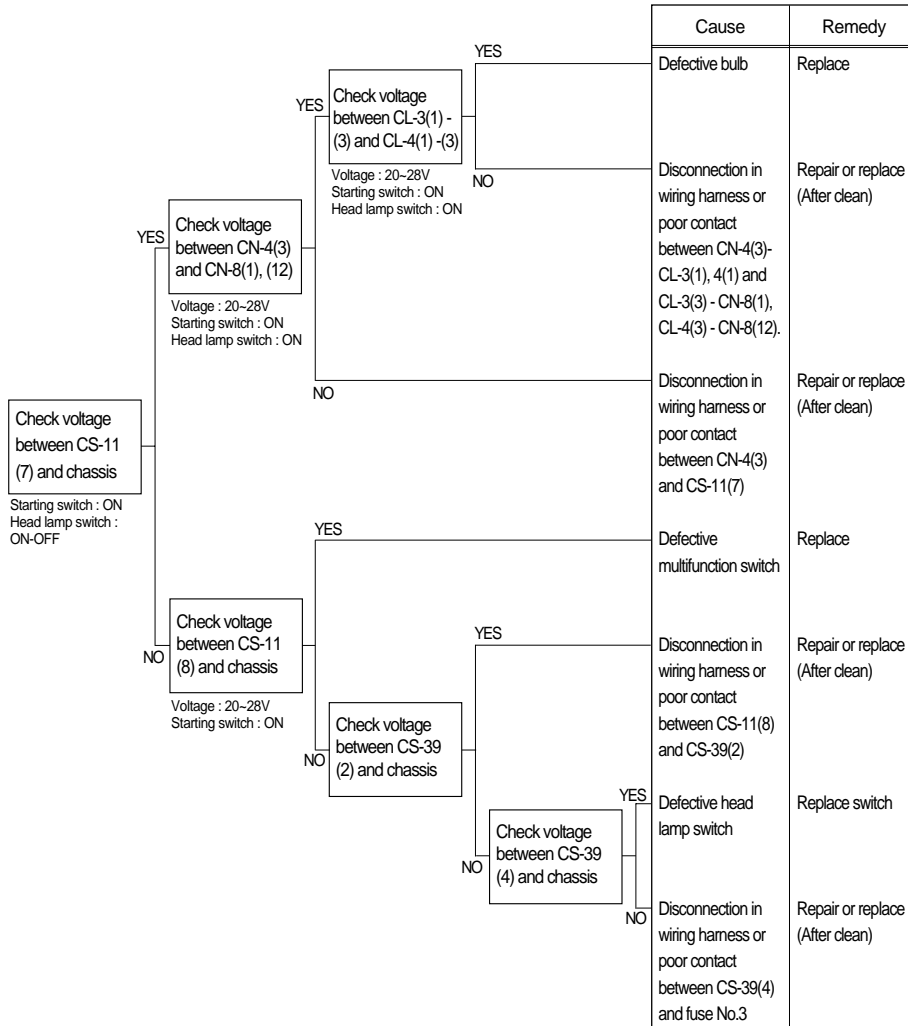 Cause
Remedy
YES
Defective bulb
Replace
YES
Check voltage
between CL-3(1) -
(3) and CL-4(1) -(3)
Voltage : 20~28V
Starting switch : ON
Head lamp switch : ON
NO
Disconnection in
wiring harness or
poor contact
between CN-4(3)-
CL-3(1), 4(1) and
CL-3(3) - CN-8(1),
CL-4(3) - CN-8(12).
Repair or replace
(After clean)
YES
Check voltage
between CN-4(3)
and CN-8(1), (12)
Voltage : 20~28V
Starting switch : ON
Head lamp switch : ON
NO
Disconnection in
wiring harness or
poor contact
between CN-4(3)
and CS-11(7)
Repair or replace
(After clean)
Check voltage
between CS-11
(7) and chassis
Starting switch : ON
Head lamp switch :
ON-OFF
YES
Defective
multifunction switch
Replace
NO
Check voltage
between CS-11
(8) and chassis
Voltage : 20~28V
Starting switch : ON
YES
Disconnection in
wiring harness or
poor contact
between CS-11(8)
and CS-39(2)
Repair or replace
(After clean)
NO
Check voltage
between CS-39
(2) and chassis
YES
Defective head
lamp switch
Replace switch
NO
Check voltage
between CS-39
(4) and chassis
NO
Disconnection in
wiring harness or
poor contact
between CS-39(4)
and fuse No.3
Repair or replace
(After clean)